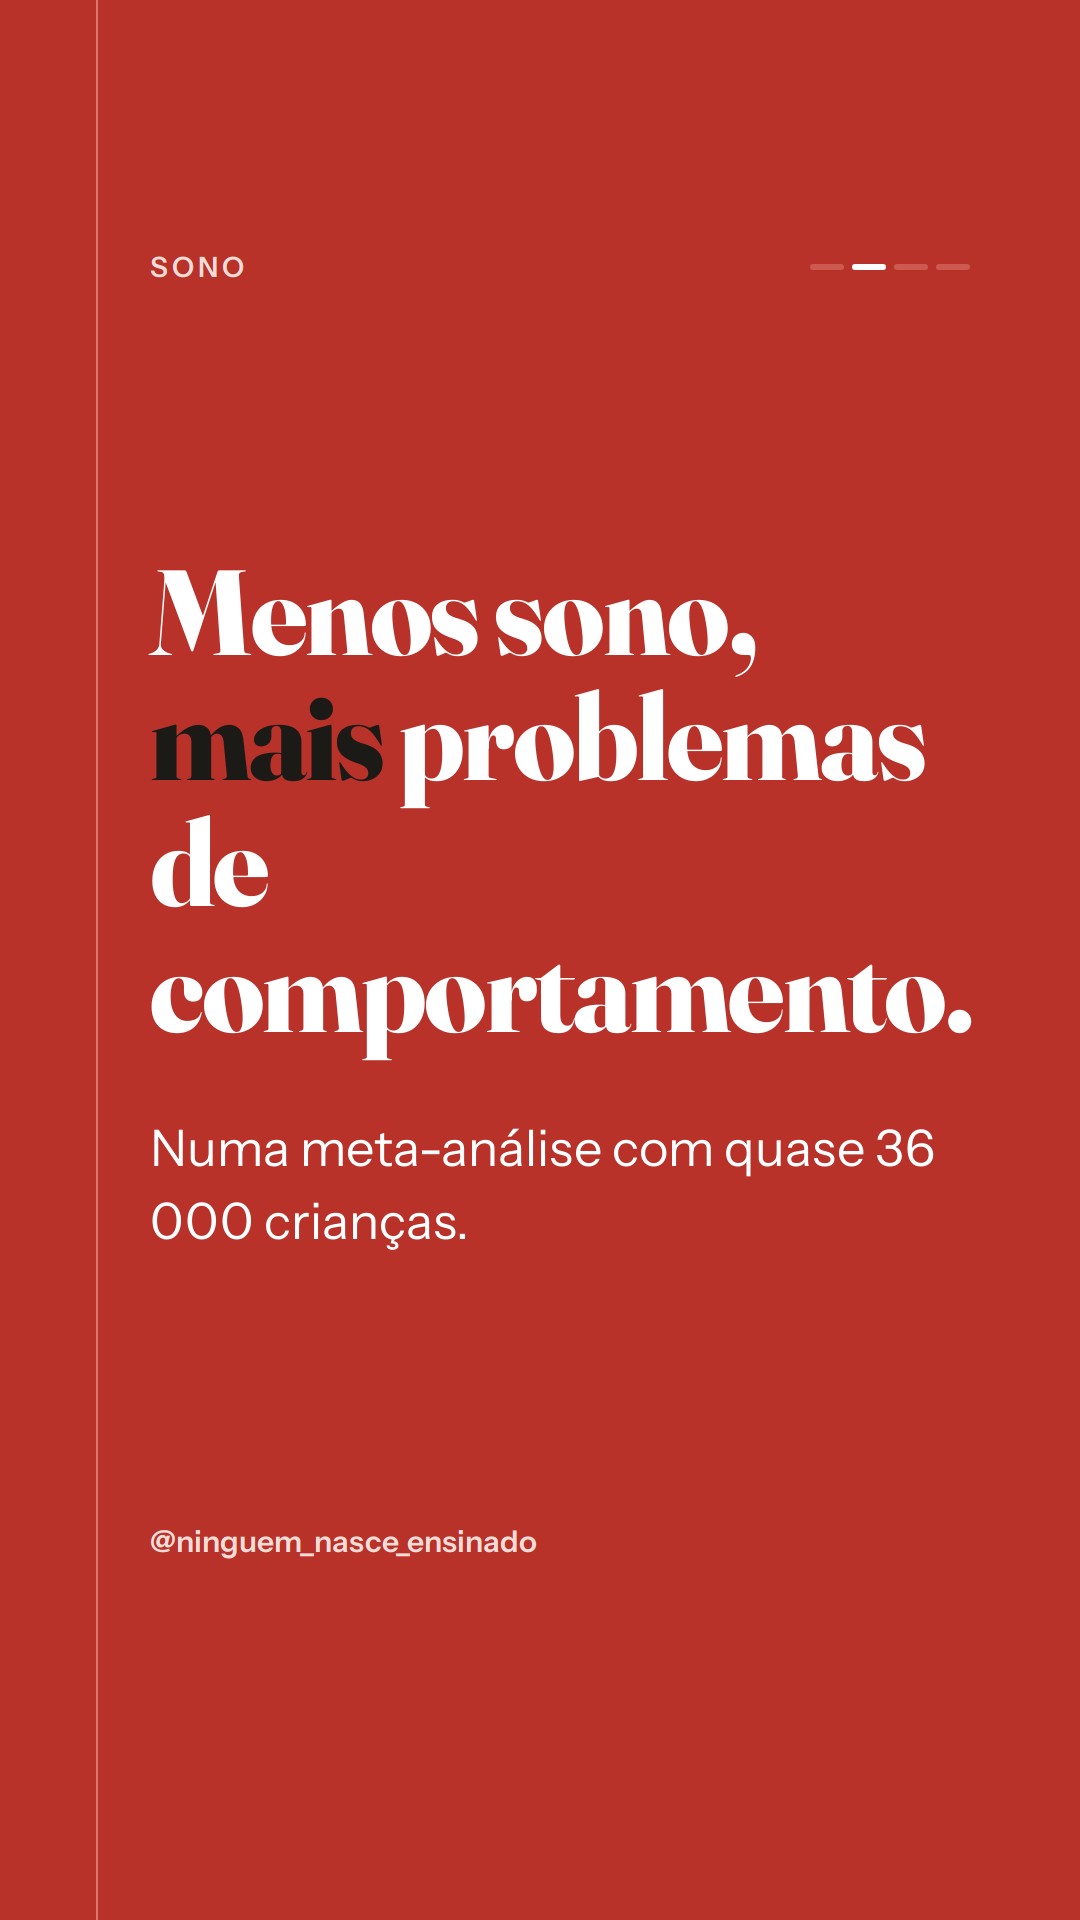 SONO
Menos sono,
mais problemas
de
comportamento.
Numa meta-análise com quase 36
000 crianças.
@ninguem_nasce_ensinado